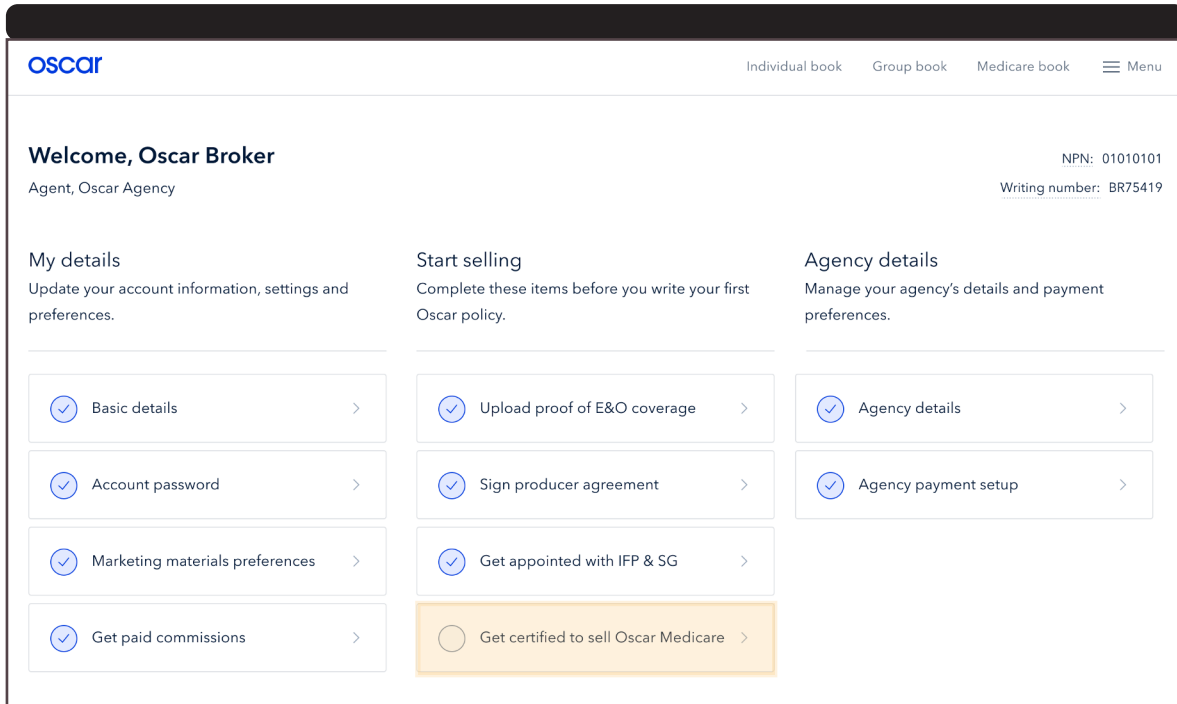 oscar
Individual book
Group book
Medicare book
Menu
Welcome, Oscar Broker
Agent, Oscar Agency
NPN: 01010101
Writing number: BR75419
My details
Update your account information, settings and
preferences.
Basic details
Account password
Marketing materials preferences
Get paid commissions
Start selling
Complete these items before you write your first
Oscar policy.
Upload proof of E&O coverage
Sign producer agreement
Get appointed with IFP & SG
Get certified to sell Oscar Medicare
Agency details
Manage your agency’s details and payment
preferences.
Agency details
Agency payment setup